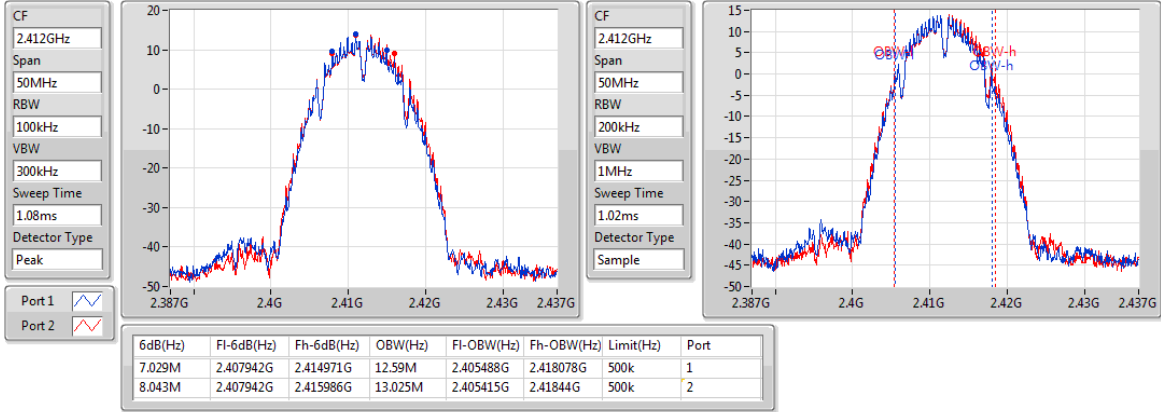 CF
2.412GHz
Span
50MHz
RBW
100kHz
VBW
300kHz
Sweep Time
1.08ms
Detector Type
Peak
Port 1
Port 2
20
10
0
-10
-20
-30
-40
-50
2.387G 2.4G 2.41G 2.42G 2.43G 2.437G
CF
2.412GHz
Span
50MHz
RBW
200kHz
VBW
1MHz
Sweep Time
1.02ms
Detector Type
Sample
15
10
5
0
-5
-10
-15
-20
-25
-30
-35
-40
-45
-50
OBW-h
OBW-h
2.387G 2.4G 2.41G 2.42G 2.43G 2.437G
6dB(Hz) Fl-6dB(Hz) Fh-6dB(Hz) OBW(Hz) Fl-OBW(Hz) Fh-OBW(Hz) Limit(Hz) Port
7.029M 2.407942G 2.414971G 12.59M 2.405488G 2.418078G 500k 1
8.043M 2.407942G 2.415986G 13.025M 2.405415G 2.41844G 500k 2